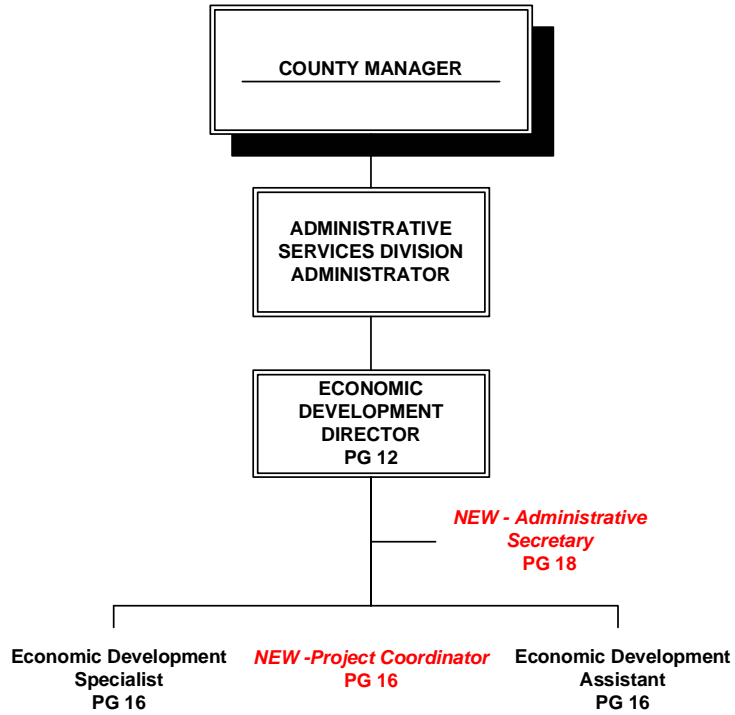 COUNTY MANAGER
ADMINISTRATIVE
SERVICES DIVISION
ADMINISTRATOR
ECONOMIC
DEVELOPMENT
DIRECTOR
PG 12
NEW - Administrative
Secretary
PG 18
Economic Development
Specialist
PG 16
NEW -Project Coordinator
PG 16
Economic Development
Assistant
PG 16